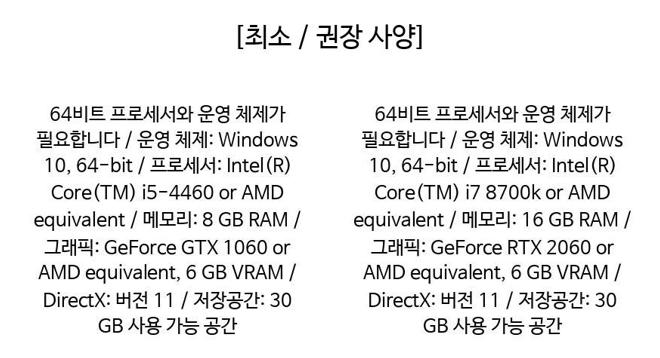 [최소 / 권장 사양]
64비트 프로세서와 운영 체제가
필요합니다 / 운영 체제: Windows
10, 64-bit / 프로세서: Intel(R)
Core(TM) i5-4460 or AMD
equivalent / 메모리: 8 GB RAM /
그래픽: GeForce GTX 1060 or
AMD equivalent, 6 GB VRAM /
DirectX: 버전 11 / 저장공간: 30
GB 사용 가능 공간
64비트 프로세서와 운영 체제가
필요합니다 / 운영 체제: Windows
10, 64-bit / 프로세서: Intel(R)
Core(TM) i7 8700k or AMD
equivalent / 메모리: 16 GB RAM /
그래픽: GeForce RTX 2060 or
AMD equivalent, 6 GB VRAM /
DirectX: 버전 11 / 저장공간: 30
GB 사용 가능 공간